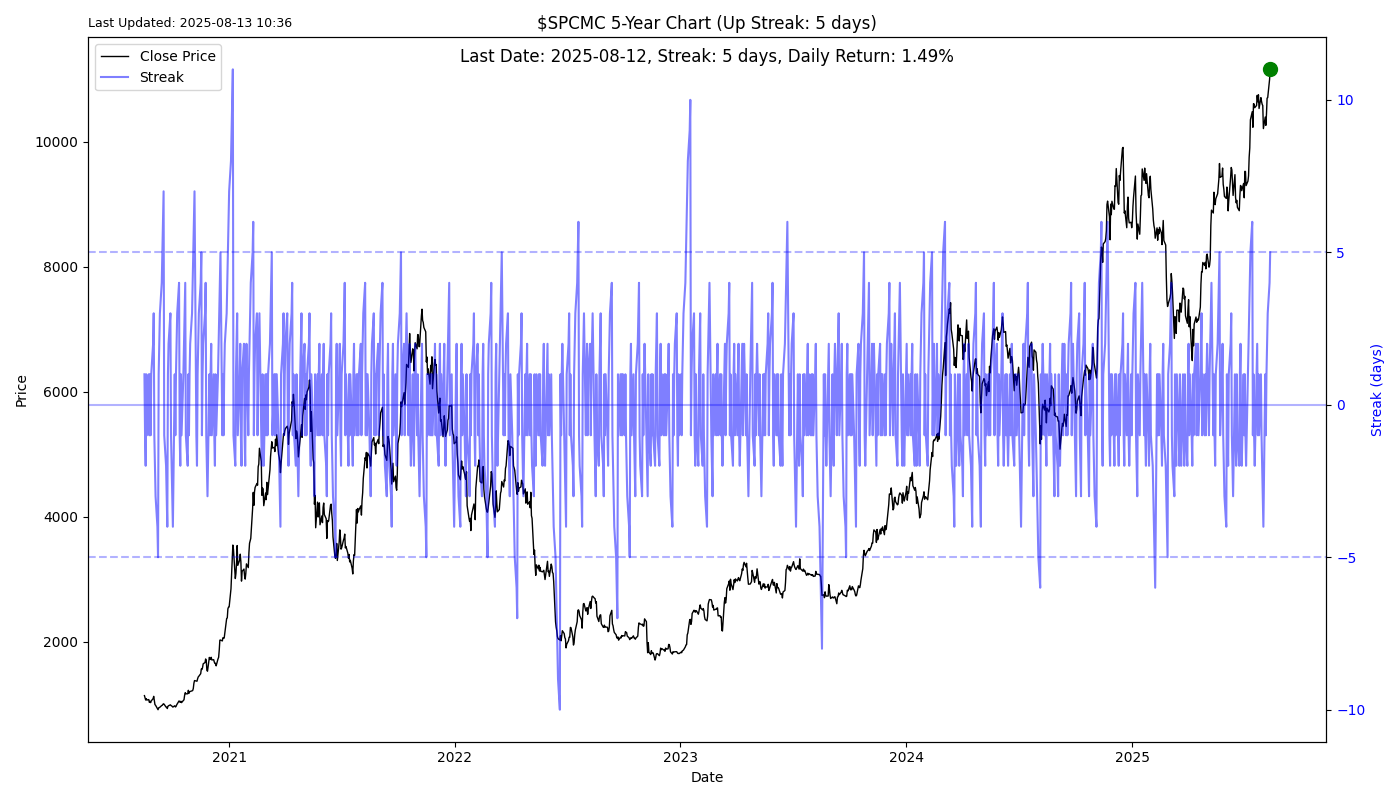 Last Updated: 2025-08-13 10:36
$SPCMC 5-Year Chart (Up Streak: 5 days)
Last Date: 2025-08-12, Streak: 5 days, Daily Return: 1.49%
Close Price
Streak
Price
10000
8000
6000
4000
2000
10
5
0
−5
−10
Streak (days)
2021
2022
2023
2024
2025
Date